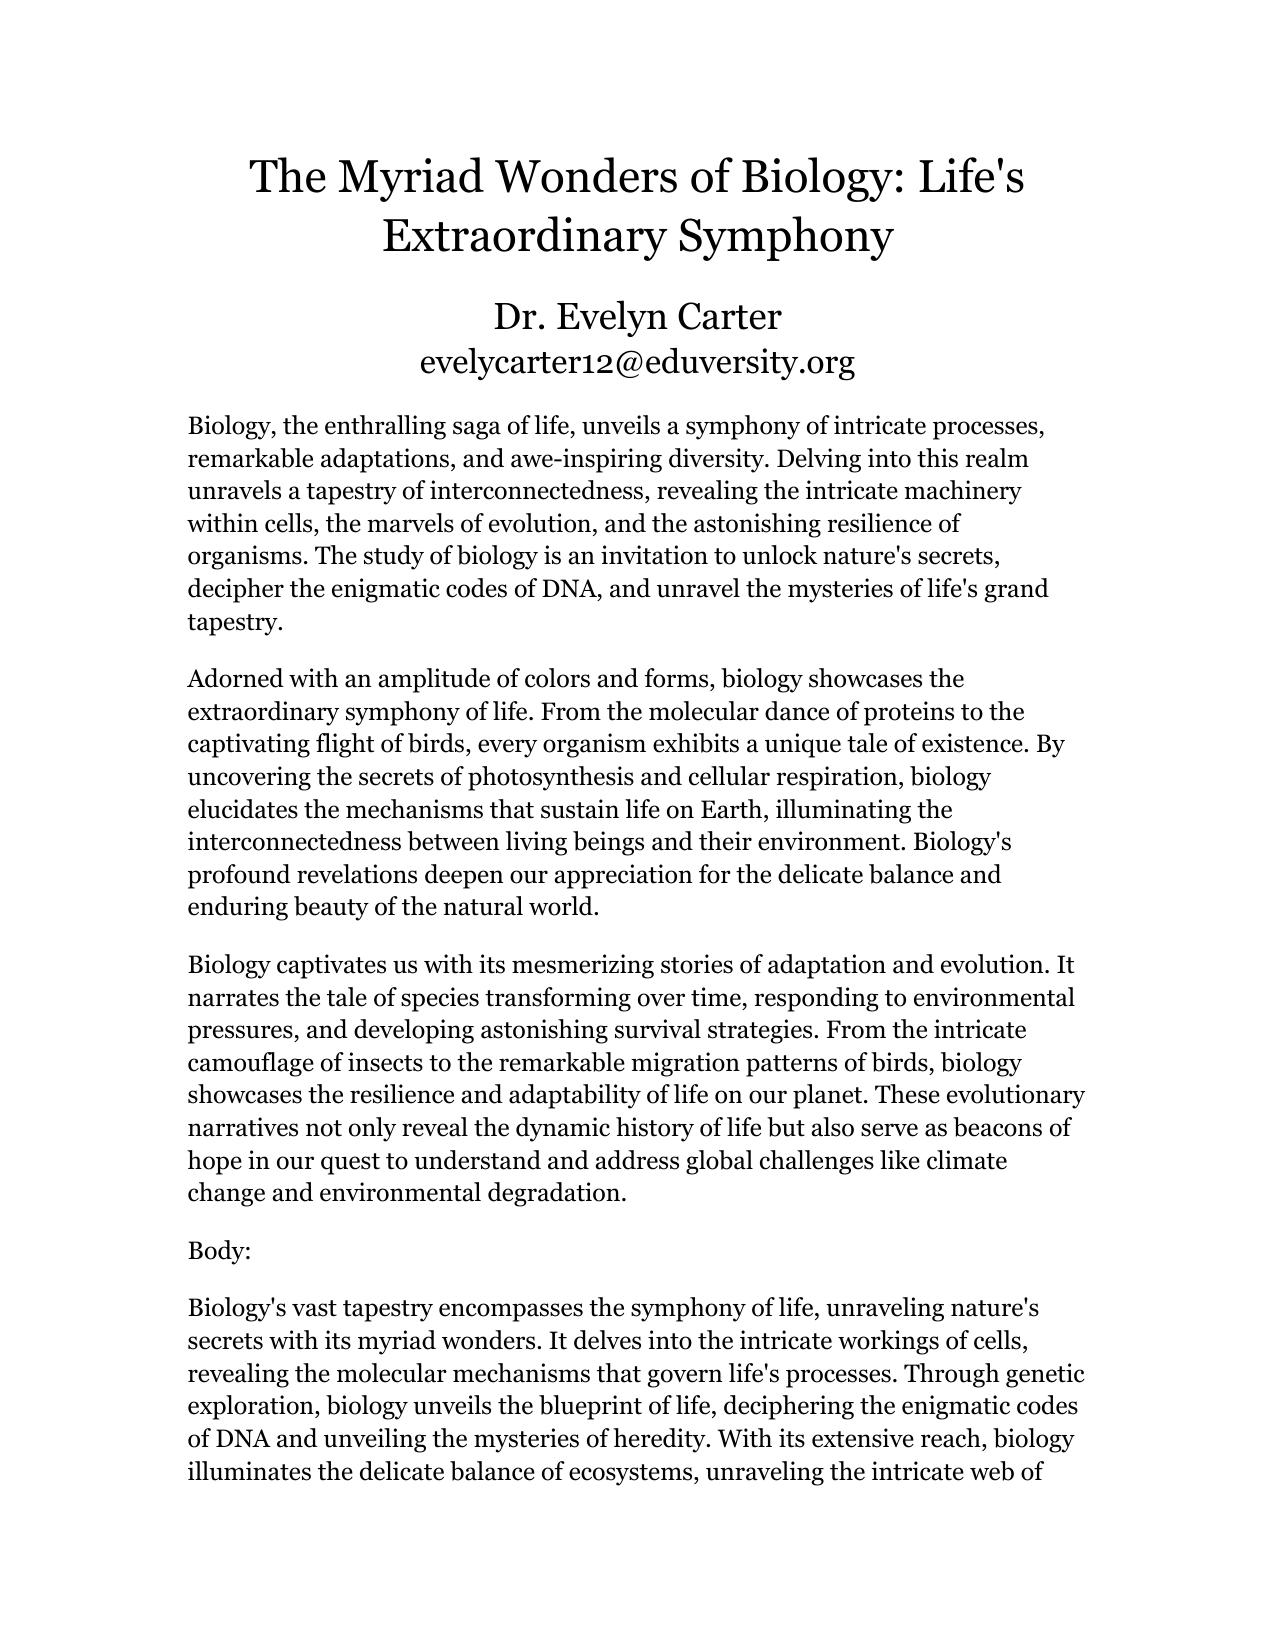 The Myriad Wonders of Biology: Life's
Extraordinary Symphony
Dr. Evelyn Carter
evelycarter12@eduversity.org
Biology, the enthralling saga of life, unveils a symphony of intricate processes,
remarkable adaptations, and awe-inspiring diversity. Delving into this realm
unravels a tapestry of interconnectedness, revealing the intricate machinery
within cells, the marvels of evolution, and the astonishing resilience of
organisms. The study of biology is an invitation to unlock nature's secrets,
decipher the enigmatic codes of DNA, and unravel the mysteries of life's grand
tapestry.
Adorned with an amplitude of colors and forms, biology showcases the
extraordinary symphony of life. From the molecular dance of proteins to the
captivating flight of birds, every organism exhibits a unique tale of existence. By
uncovering the secrets of photosynthesis and cellular respiration, biology
elucidates the mechanisms that sustain life on Earth, illuminating the
interconnectedness between living beings and their environment. Biology's
profound revelations deepen our appreciation for the delicate balance and
enduring beauty of the natural world.
Biology captivates us with its mesmerizing stories of adaptation and evolution. It
narrates the tale of species transforming over time, responding to environmental
pressures, and developing astonishing survival strategies. From the intricate
camouflage of insects to the remarkable migration patterns of birds, biology
showcases the resilience and adaptability of life on our planet. These evolutionary
narratives not only reveal the dynamic history of life but also serve as beacons of
hope in our quest to understand and address global challenges like climate
change and environmental degradation.
Body:
Biology's vast tapestry encompasses the symphony of life, unraveling nature's
secrets with its myriad wonders. It delves into the intricate workings of cells,
revealing the molecular mechanisms that govern life's processes. Through genetic
exploration, biology unveils the blueprint of life, deciphering the enigmatic codes
of DNA and unveiling the mysteries of heredity. With its extensive reach, biology
illuminates the delicate balance of ecosystems, unraveling the intricate web of